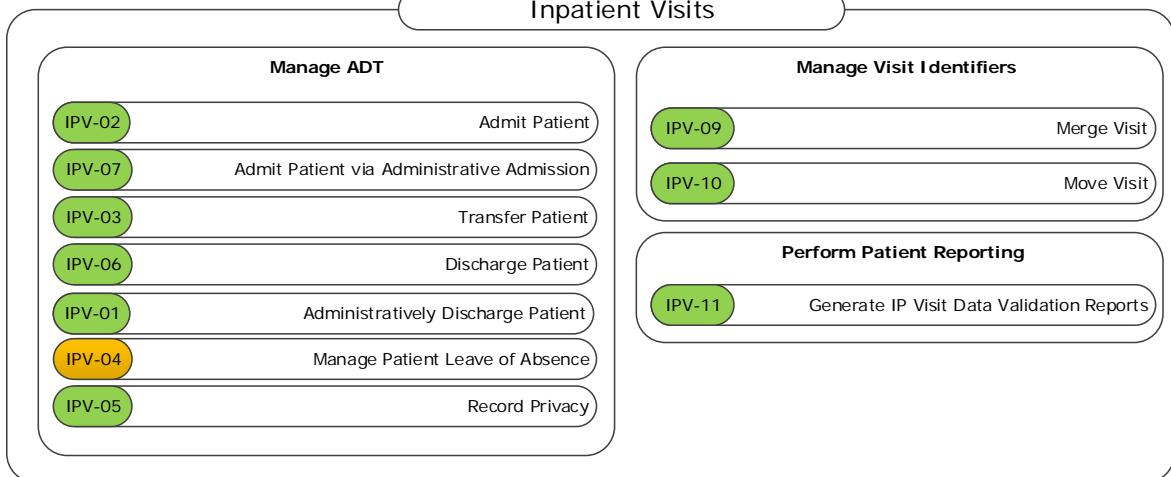 Inpatient Visits
Manage ADT
IPV-02 Admit Patient
IPV-07 Admit Patient via Administrative Admission
IPV-03 Transfer Patient
IPV-06 Discharge Patient
IPV-01 Administratively Discharge Patient
IPV-04 Manage Patient Leave of Absence
IPV-05 Record Privacy
Manage Visit Identifiers
IPV-09 Merge Visit
IPV-10 Move Visit
Perform Patient Reporting
IPV-11 Generate IP Visit Data Validation Reports